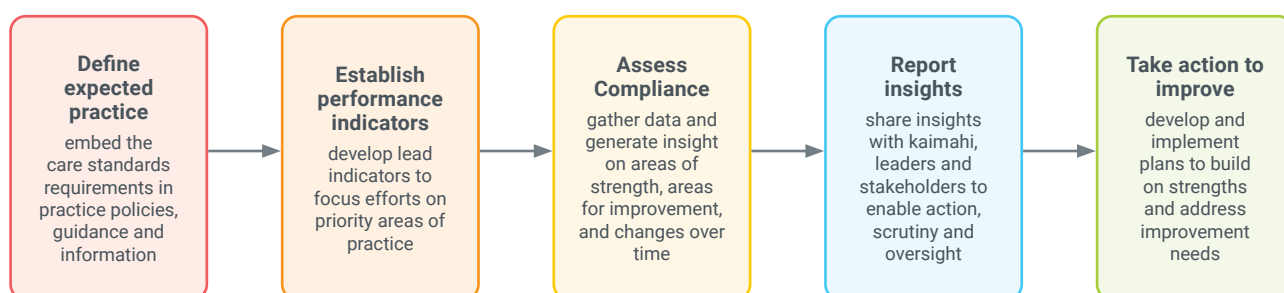 Define
expected
practice
embed the
care standards
requirements in
practice policies,
guidance and
information
Establish
performance
indicators
develop lead
indicators to
focus efforts on
priority areas of
practice
Assess
Compliance
gather data and
generate insight
on areas of
strength, areas
for improvement,
and changes over
time
Report
insights
share insights
with kaimahi,
leaders and
stakeholders to
enable action,
scrutiny and
oversight
Take action to
improve
develop and
implement
plans to build
on strengths
and address
improvement
needs